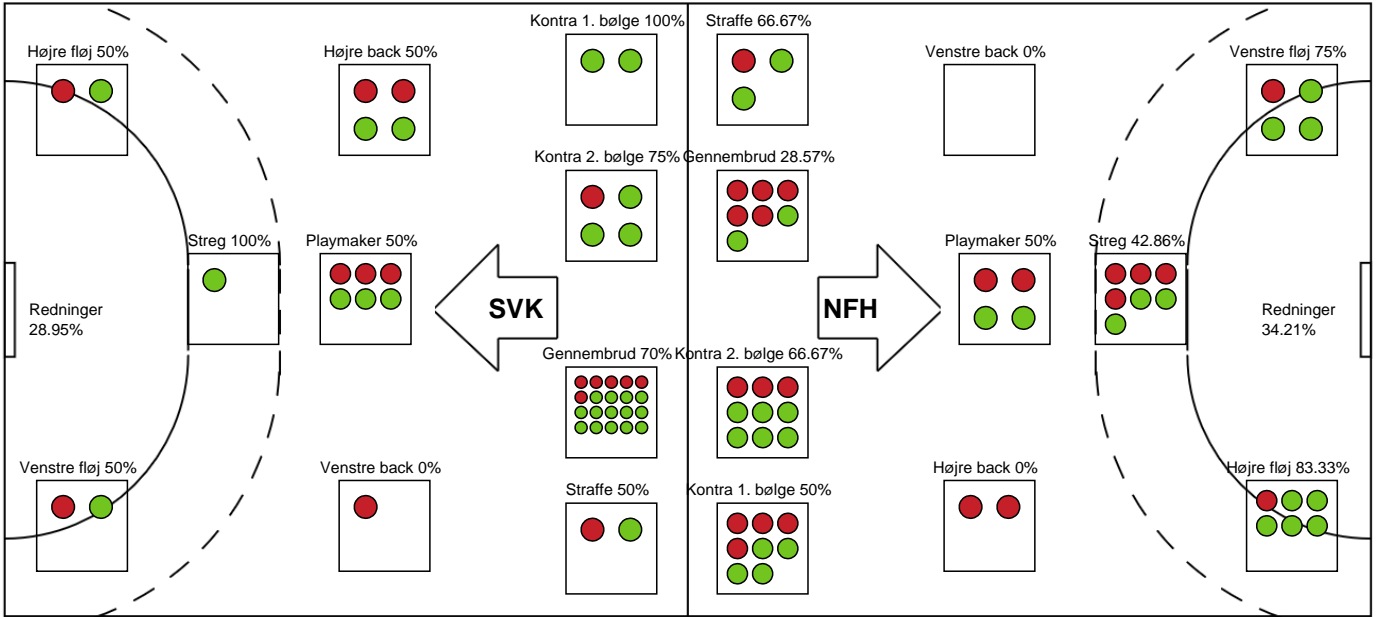 Kontra 1. bølge 100%
Straffe 66.67%
Højre fløj 50%
Højre back 50%
Venstre back 0%
Venstre fløj 75%
Kontra 2. bølge 75%
Gennembrud 28.57%
Streg 100%
Playmaker 50%
Playmaker 50%
Streg 42.86%
Redninger
28.95%
SVK
NFH
Redninger
34.21%
Gennembrud 70%
Kontra 2. bølge 66.67%
Venstre fløj 50%
Venstre back 0%
Straffe 50%
Kontra 1. bølge 50%
Højre back 0%
Højre fløj 83.33%